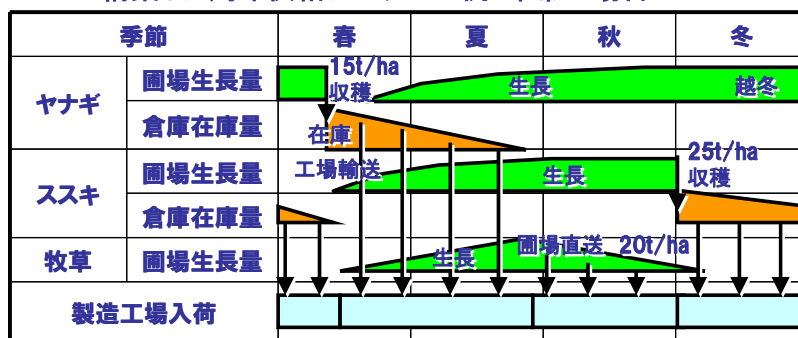 季節 春 夏 秋 冬
ヤナギ 圃場生長量 15t/ha 収穫 生長 越冬
倉庫在庫量 在庫
ススキ 圃場生長量 工場輸送 生長 25t/ha 収穫
倉庫在庫量
牧草 圃場生長量 生長 圃場直送 20t/ha
製造工場入荷